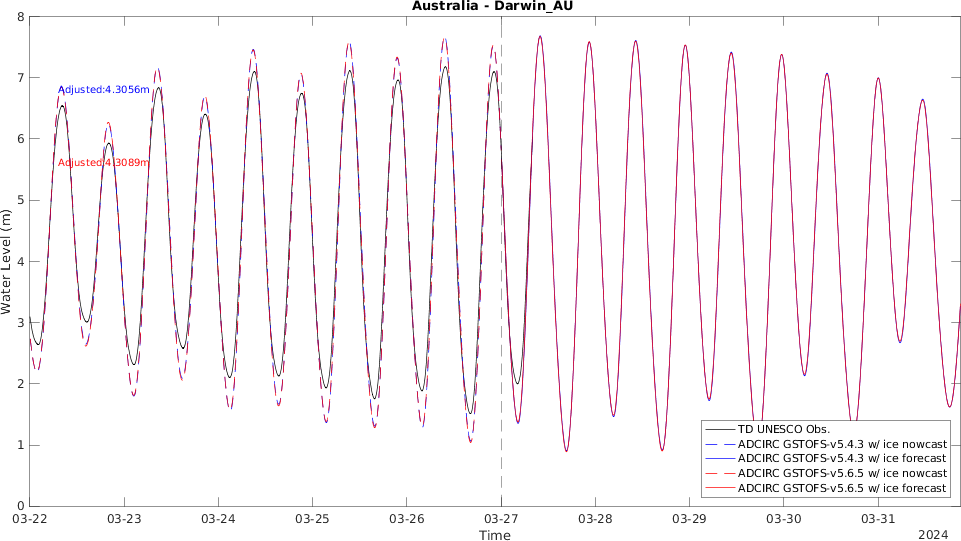 Australia - Darwin_AU
8
7
6
5
4
3
2
1
0
Water Level (m)
Adjusted:4.3056m
Adjusted:4.3089m
TD UNESCO Obs.
ADCIRC GSTOFS-v5.4.3 w/ ice nowcast
ADCIRC GSTOFS-v5.4.3 w/ ice forecast
ADCIRC GSTOFS-v5.6.5 w/ ice nowcast
ADCIRC GSTOFS-v5.6.5 w/ ice forecast
03-22 03-23 03-24 03-25 03-26 03-27 03-28 03-29 03-30 03-31
Time
2024